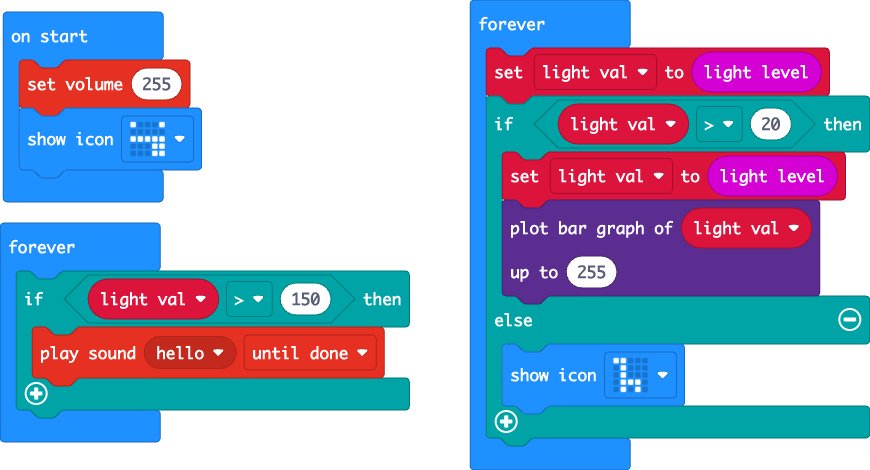 on start
set volume 255
show icon
forever
if light val > 150 then
play sound hello until done
forever
set light val to light level
if light val > 20 then
set light val to light level
plot bar graph of light val
up to 255
else
show icon